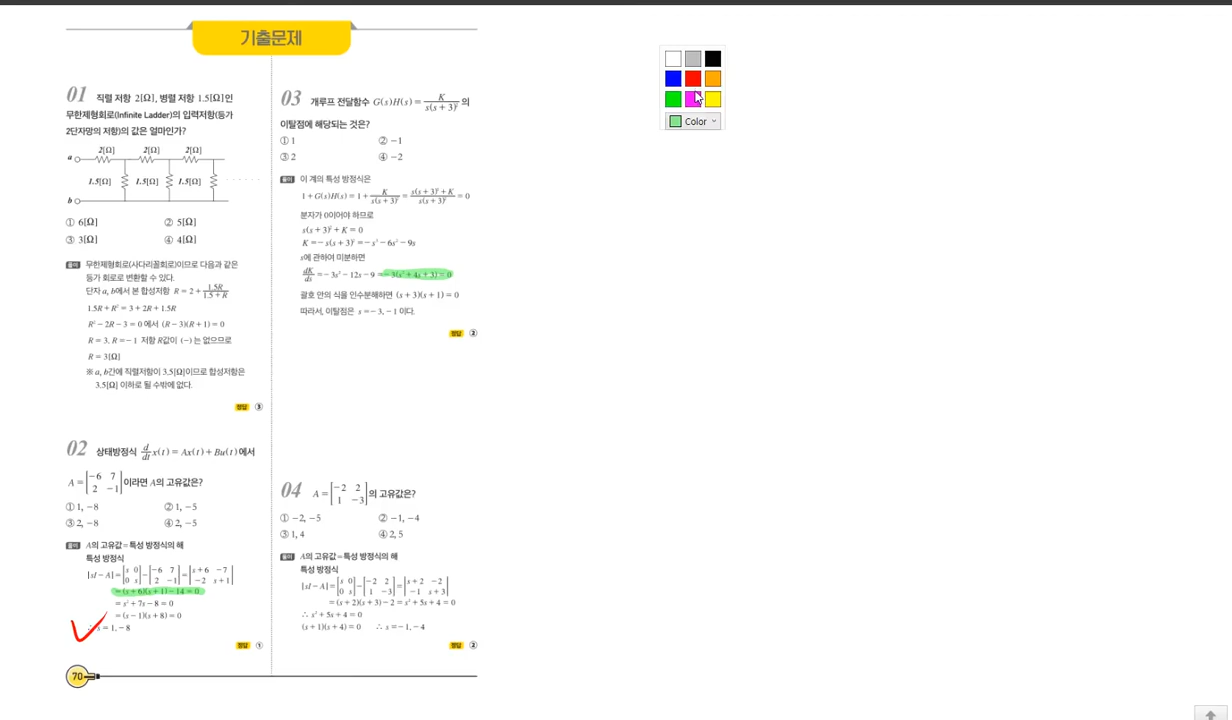 기출문제
01 직렬 저항 2[Ω], 병렬 저항 1.5[Ω]인
무한제형회로(Infinite Ladder)의 입력저항(등가
2단자망의 저항)의 값은 얼마인가?
2[Ω] 2[Ω] 2[Ω]
a
1.5[Ω] 1.5[Ω] 1.5[Ω]
b
① 6[Ω] ② 5[Ω]
③ 3[Ω] ④ 4[Ω]
풀이 무한제형회로(사다리꼴회로)이므로 다음과 같은
등가 회로로 변환할 수 있다.
단자 a, b에서 본 합성저항 R = 2 + 1.5R / 1.5 + R
1.5R + R² = 3 + 2R + 1.5R
R² − 2R − 3 = 0 에서 (R − 3)(R + 1) = 0
R = 3, R = − 1 저항 R값이 (−)는 없으므로
R = 3[Ω]
※ a, b간에 직렬저항이 3.5[Ω]이므로 합성저항은
3.5[Ω] 이하로 될 수밖에 없다.
정답 ③
02 상태방정식 d/dt x(t) = Ax(t) + Bu(t) 에서
A = |−6 7|
|2 −1| 이라면 A의 고유값은?
① 1, −8 ② 1, −5
③ 2, −8 ④ 2, −5
풀이 A의 고유값 = 특성 방정식의 해
특성 방정식
|sI − A| = |s 0| − |−6 7| = |s+6 −7|
|0 s| |2 −1| |−2 s+1|
= (s + 6)(s + 1) − 14 = 0
= s² + 7s − 8 = 0
= (s − 1)(s + 8) = 0
∴ s = 1, − 8
정답 ①
70
03 개루프 전달함수 G(s)H(s) = K / s(s + 3)² 의
이탈점에 해당되는 것은?
① 1 ② −1
③ 2 ④ −2
풀이 이 계의 특성 방정식은
1 + G(s)H(s) = 1 + K / s(s + 3)² = s(s + 3)² + K / s(s + 3)² = 0
분자가 0이어야 하므로
s(s + 3)² + K = 0
K = − s(s + 3)² = − s³ − 6s² − 9s
s에 관하여 미분하면
dK/ds = − 3s² − 12s − 9 = − 3(s² + 4s + 3) = 0
괄호 안의 식을 인수분해하면 (s + 3)(s + 1) = 0
따라서, 이탈점은 s = − 3, − 1 이다.
정답 ②
04 A = |−2 2|
|1 −3| 의 고유값은?
① −2, −5 ② −1, −4
③ 1, 4 ④ 2, 5
풀이 A의 고유값 = 특성 방정식의 해
특성 방정식
|sI − A| = |s 0| − |−2 2| = |s+2 −2|
|0 s| |1 −3| |−1 s+3|
= (s + 2)(s + 3) − 2 = s² + 5s + 4 = 0
∴ s² + 5s + 4 = 0
(s + 1)(s + 4) = 0 ∴ s = − 1, − 4
정답 ②
Color